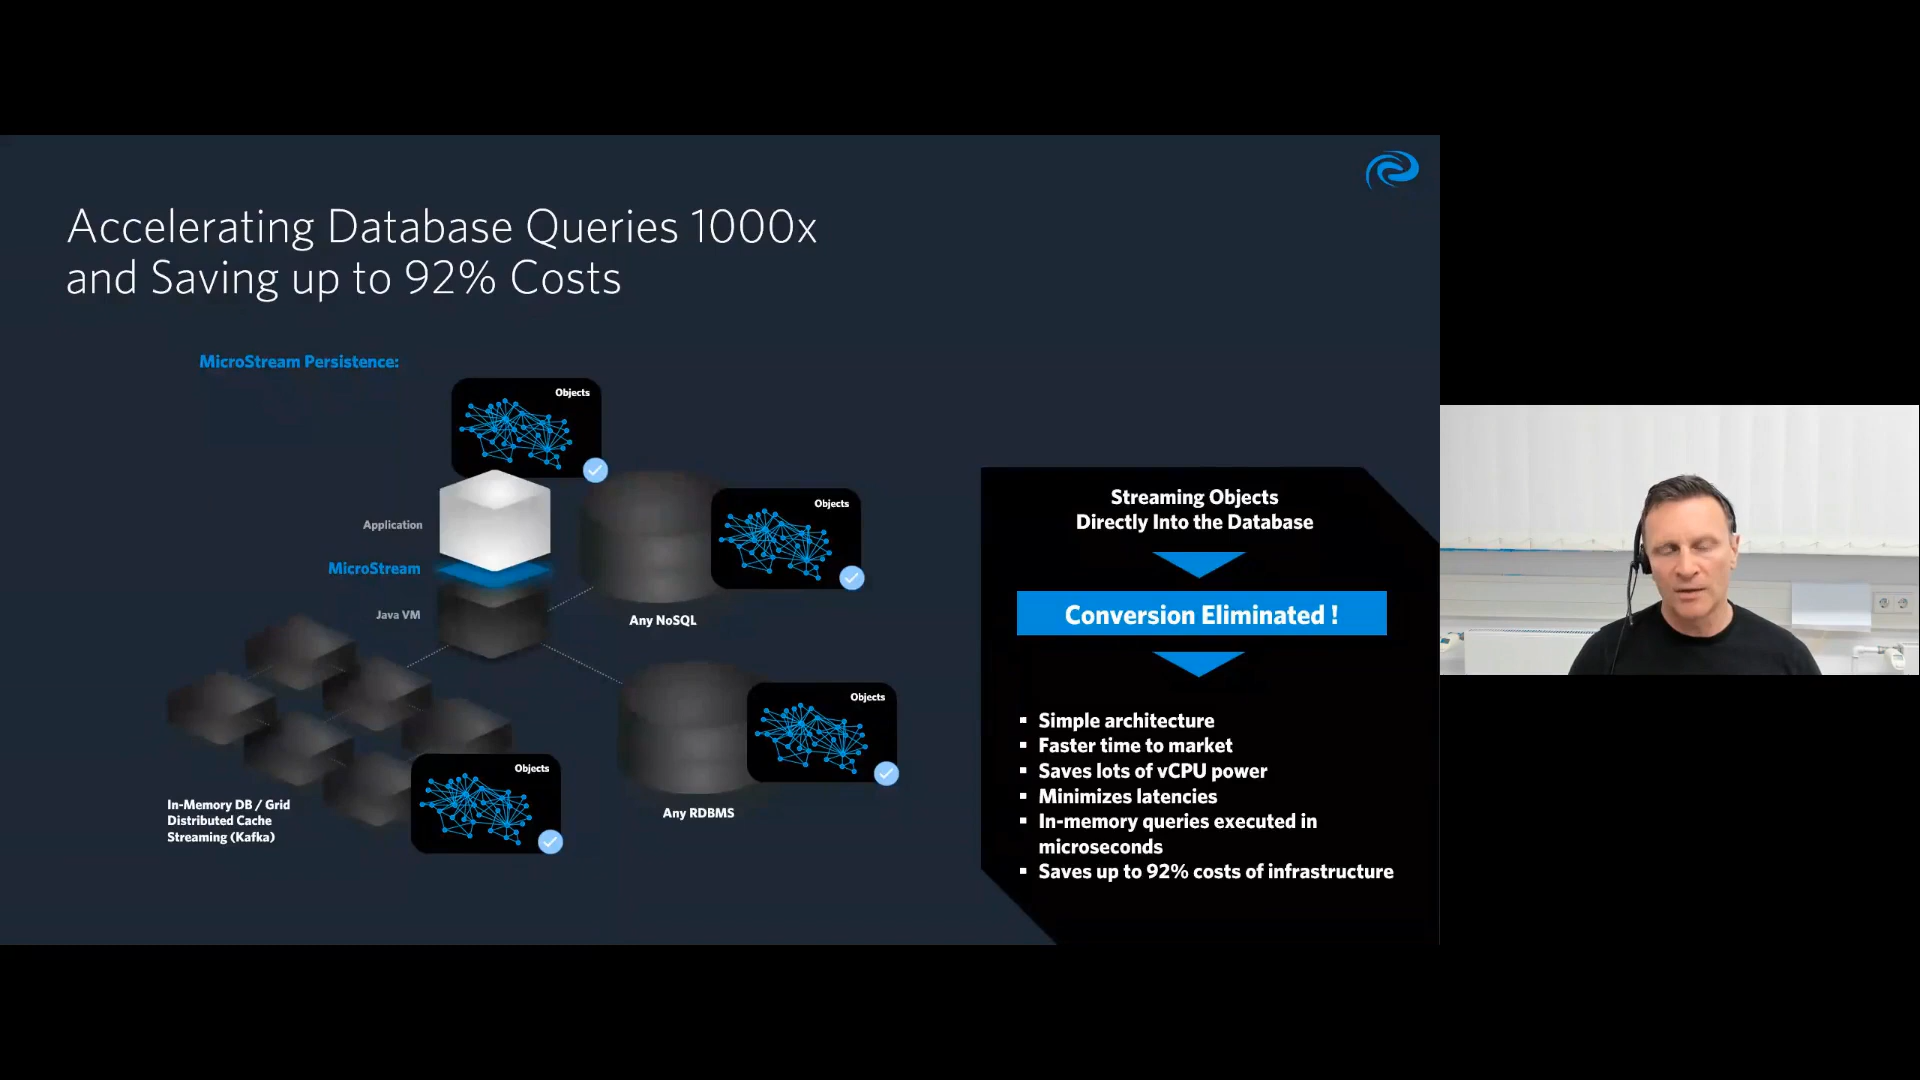 Accelerating Database Queries 1000x
and Saving up to 92% Costs
MicroStream Persistence:
Objects
Application
MicroStream
Java VM
Objects
Any NoSQL
Objects
Any RDBMS
Objects
In-Memory DB / Grid
Distributed Cache
Streaming (Kafka)
Streaming Objects
Directly Into the Database
Conversion Eliminated !
▪ Simple architecture
▪ Faster time to market
▪ Saves lots of vCPU power
▪ Minimizes latencies
▪ In-memory queries executed in
microseconds
▪ Saves up to 92% costs of infrastructure